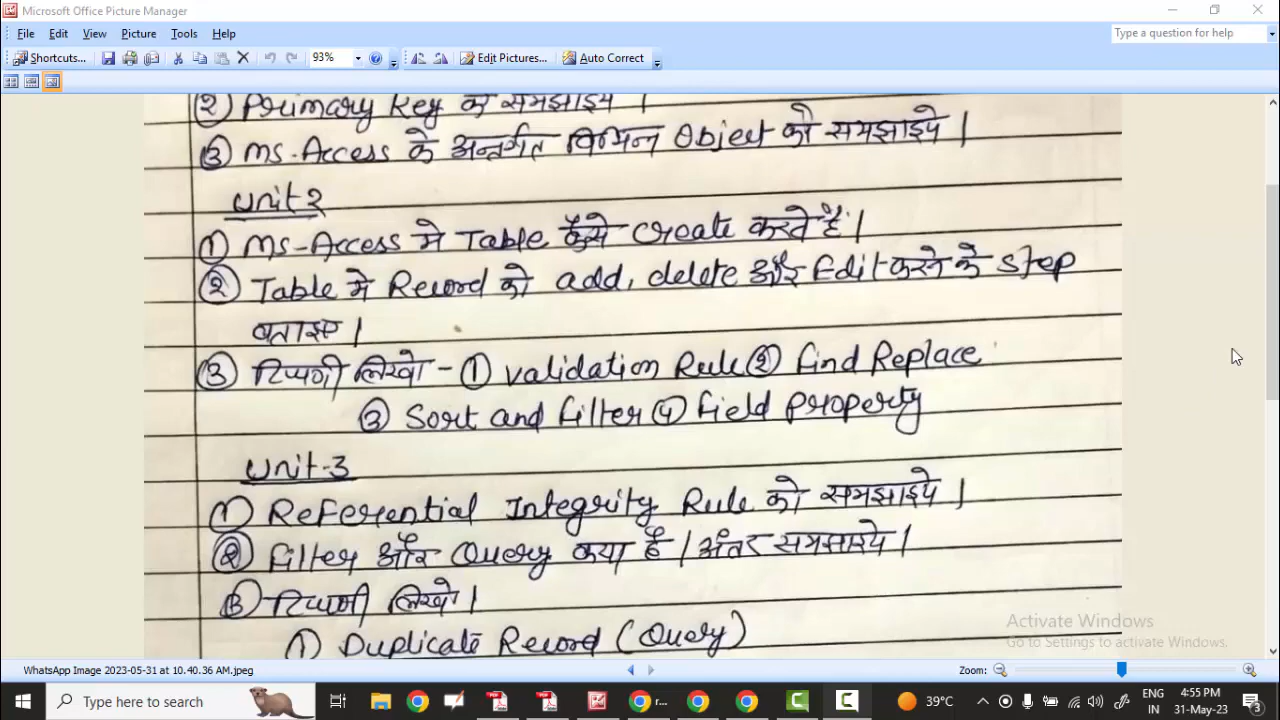 Microsoft Office Picture Manager
File Edit View Picture Tools Help
Type a question for help
Shortcuts... 93% Edit Pictures... Auto Correct
② Primary Key को समझाइये |
③ MS-Access के अन्तर्गत विभिन्न Object को समझाइये |
Unit 2
① MS-Access मे Table कैसे Create करते हैं |
② Table मे Record को add, delete और Edit करने के Step
बताइए |
③ टिप्पणी लिखो - ① Validation Rule ② Find Replace
③ Sort and Filter ④ Field Property
Unit-3
① Referential Integrity Rule को समझाइये |
② Filter और Query क्या है | अंतर समझाइये |
③ टिप्पणी लिखो |
① Duplicate Record (Query)
Activate Windows
Go to Settings to activate Windows.
WhatsApp Image 2023-05-31 at 10.40.36 AM.jpeg
Zoom:
Type here to search
r...
39°C
ENG
IN
4:55 PM
31-May-23
3